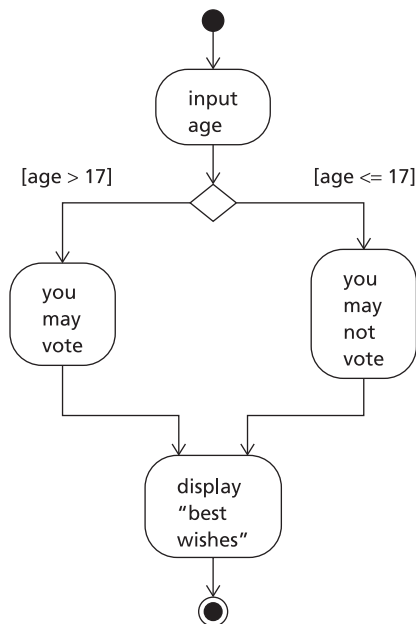 input
age
[age > 17]
[age <= 17]
you
may
vote
you
may
not
vote
display
“best
wishes”